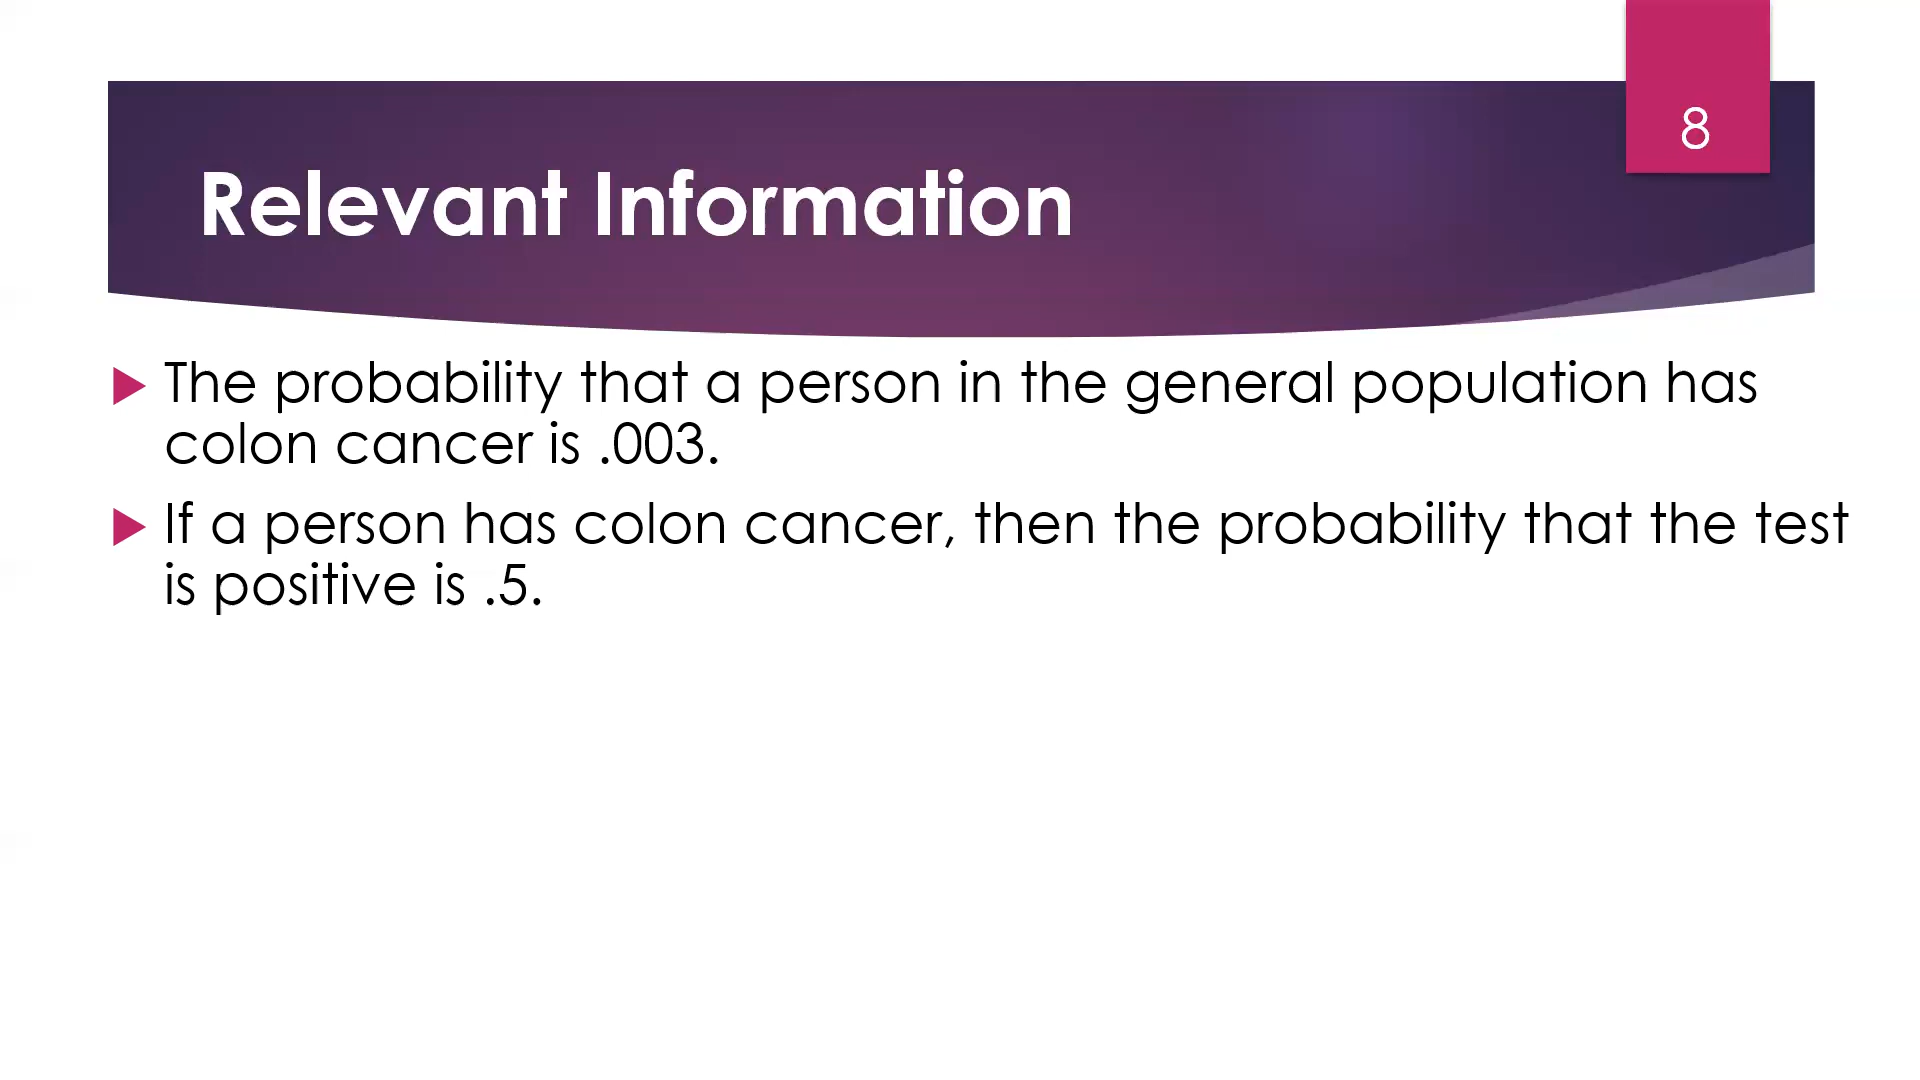 8
Relevant Information
The probability that a person in the general population has
colon cancer is .003.
If a person has colon cancer, then the probability that the test
is positive is .5.